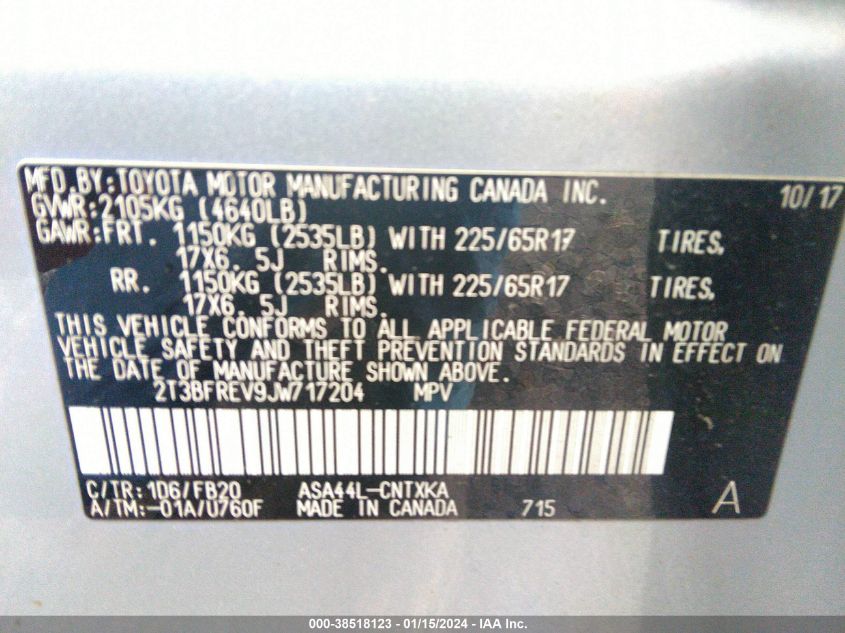 MFD. BY: TOYOTA MOTOR MANUFACTURING CANADA INC. 10/17
GVWR: 2105KG (4640LB)
GAWR: FRT. 1150KG (2535LB) WITH 225/65R17 TIRES,
17X6. 5J RIMS.
RR. 1150KG (2535LB) WITH 225/65R17 TIRES,
17X6. 5J RIMS.
THIS VEHICLE CONFORMS TO ALL APPLICABLE FEDERAL MOTOR
VEHICLE SAFETY AND THEFT PREVENTION STANDARDS IN EFFECT ON
THE DATE OF MANUFACTURE SHOWN ABOVE.
2T3BFREV9JW717204 MPV
C/TR: 1D6/FB20 ASA44L-CNTXKA
A/TM: -01A/U760F MADE IN CANADA 715 A
000-38518123 - 01/15/2024 - IAA Inc.